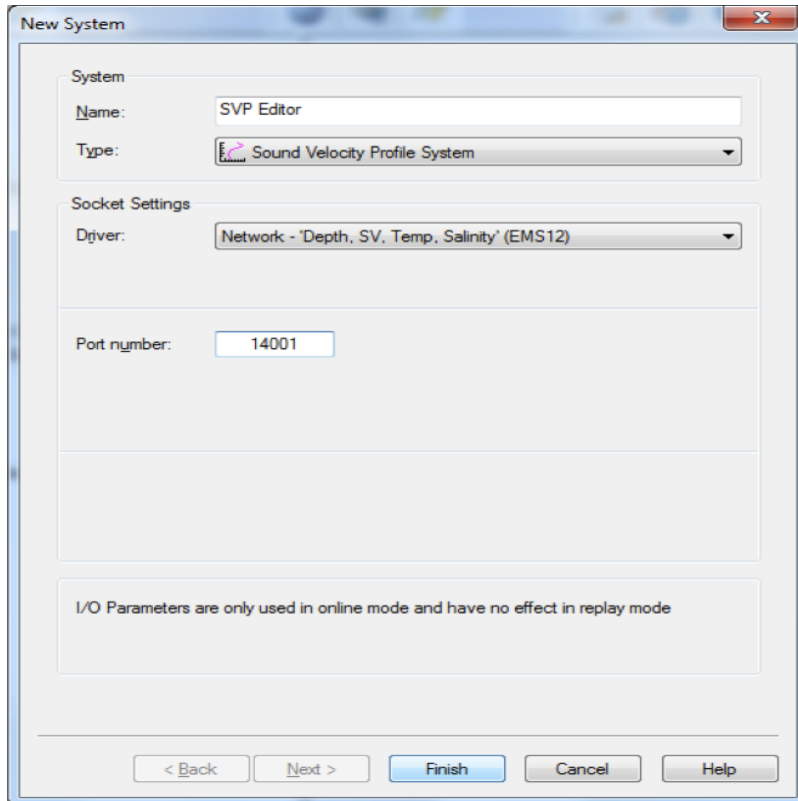 New System
System
Name: SVP Editor
Type: Sound Velocity Profile System
Socket Settings
Driver: Network - 'Depth, SV, Temp, Salinity' (EMS12)
Port number: 14001
I/O Parameters are only used in online mode and have no effect in replay mode
< Back Next > Finish Cancel Help